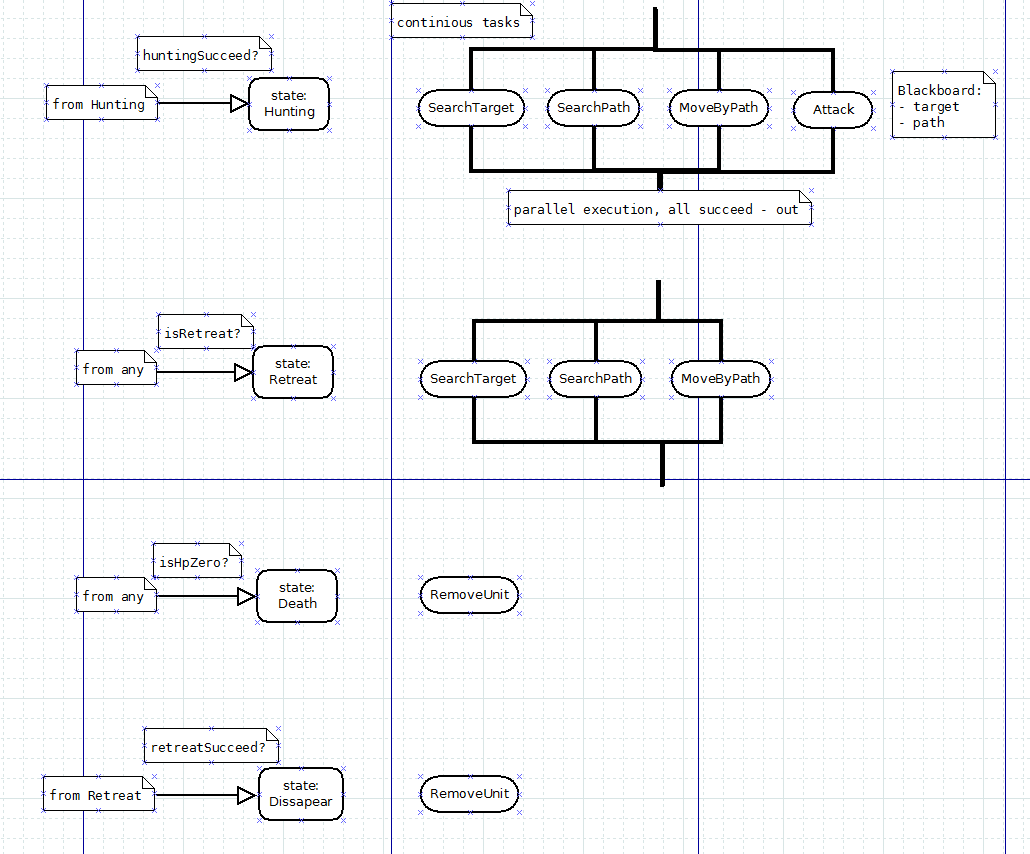 continious tasks
huntingSucceed?
from Hunting
state:
Hunting
SearchTarget
SearchPath
MoveByPath
Attack
Blackboard:
- target
- path
parallel execution, all succeed - out
isRetreat?
from any
state:
Retreat
SearchTarget
SearchPath
MoveByPath
isHpZero?
from any
state:
Death
RemoveUnit
retreatSucceed?
from Retreat
state:
Dissapear
RemoveUnit